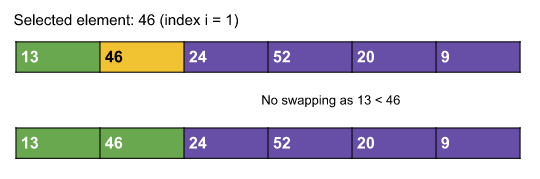 Selected element: 46 (index i = 1)
13 46 24 52 20 9
No swapping as 13 < 46
13 46 24 52 20 9